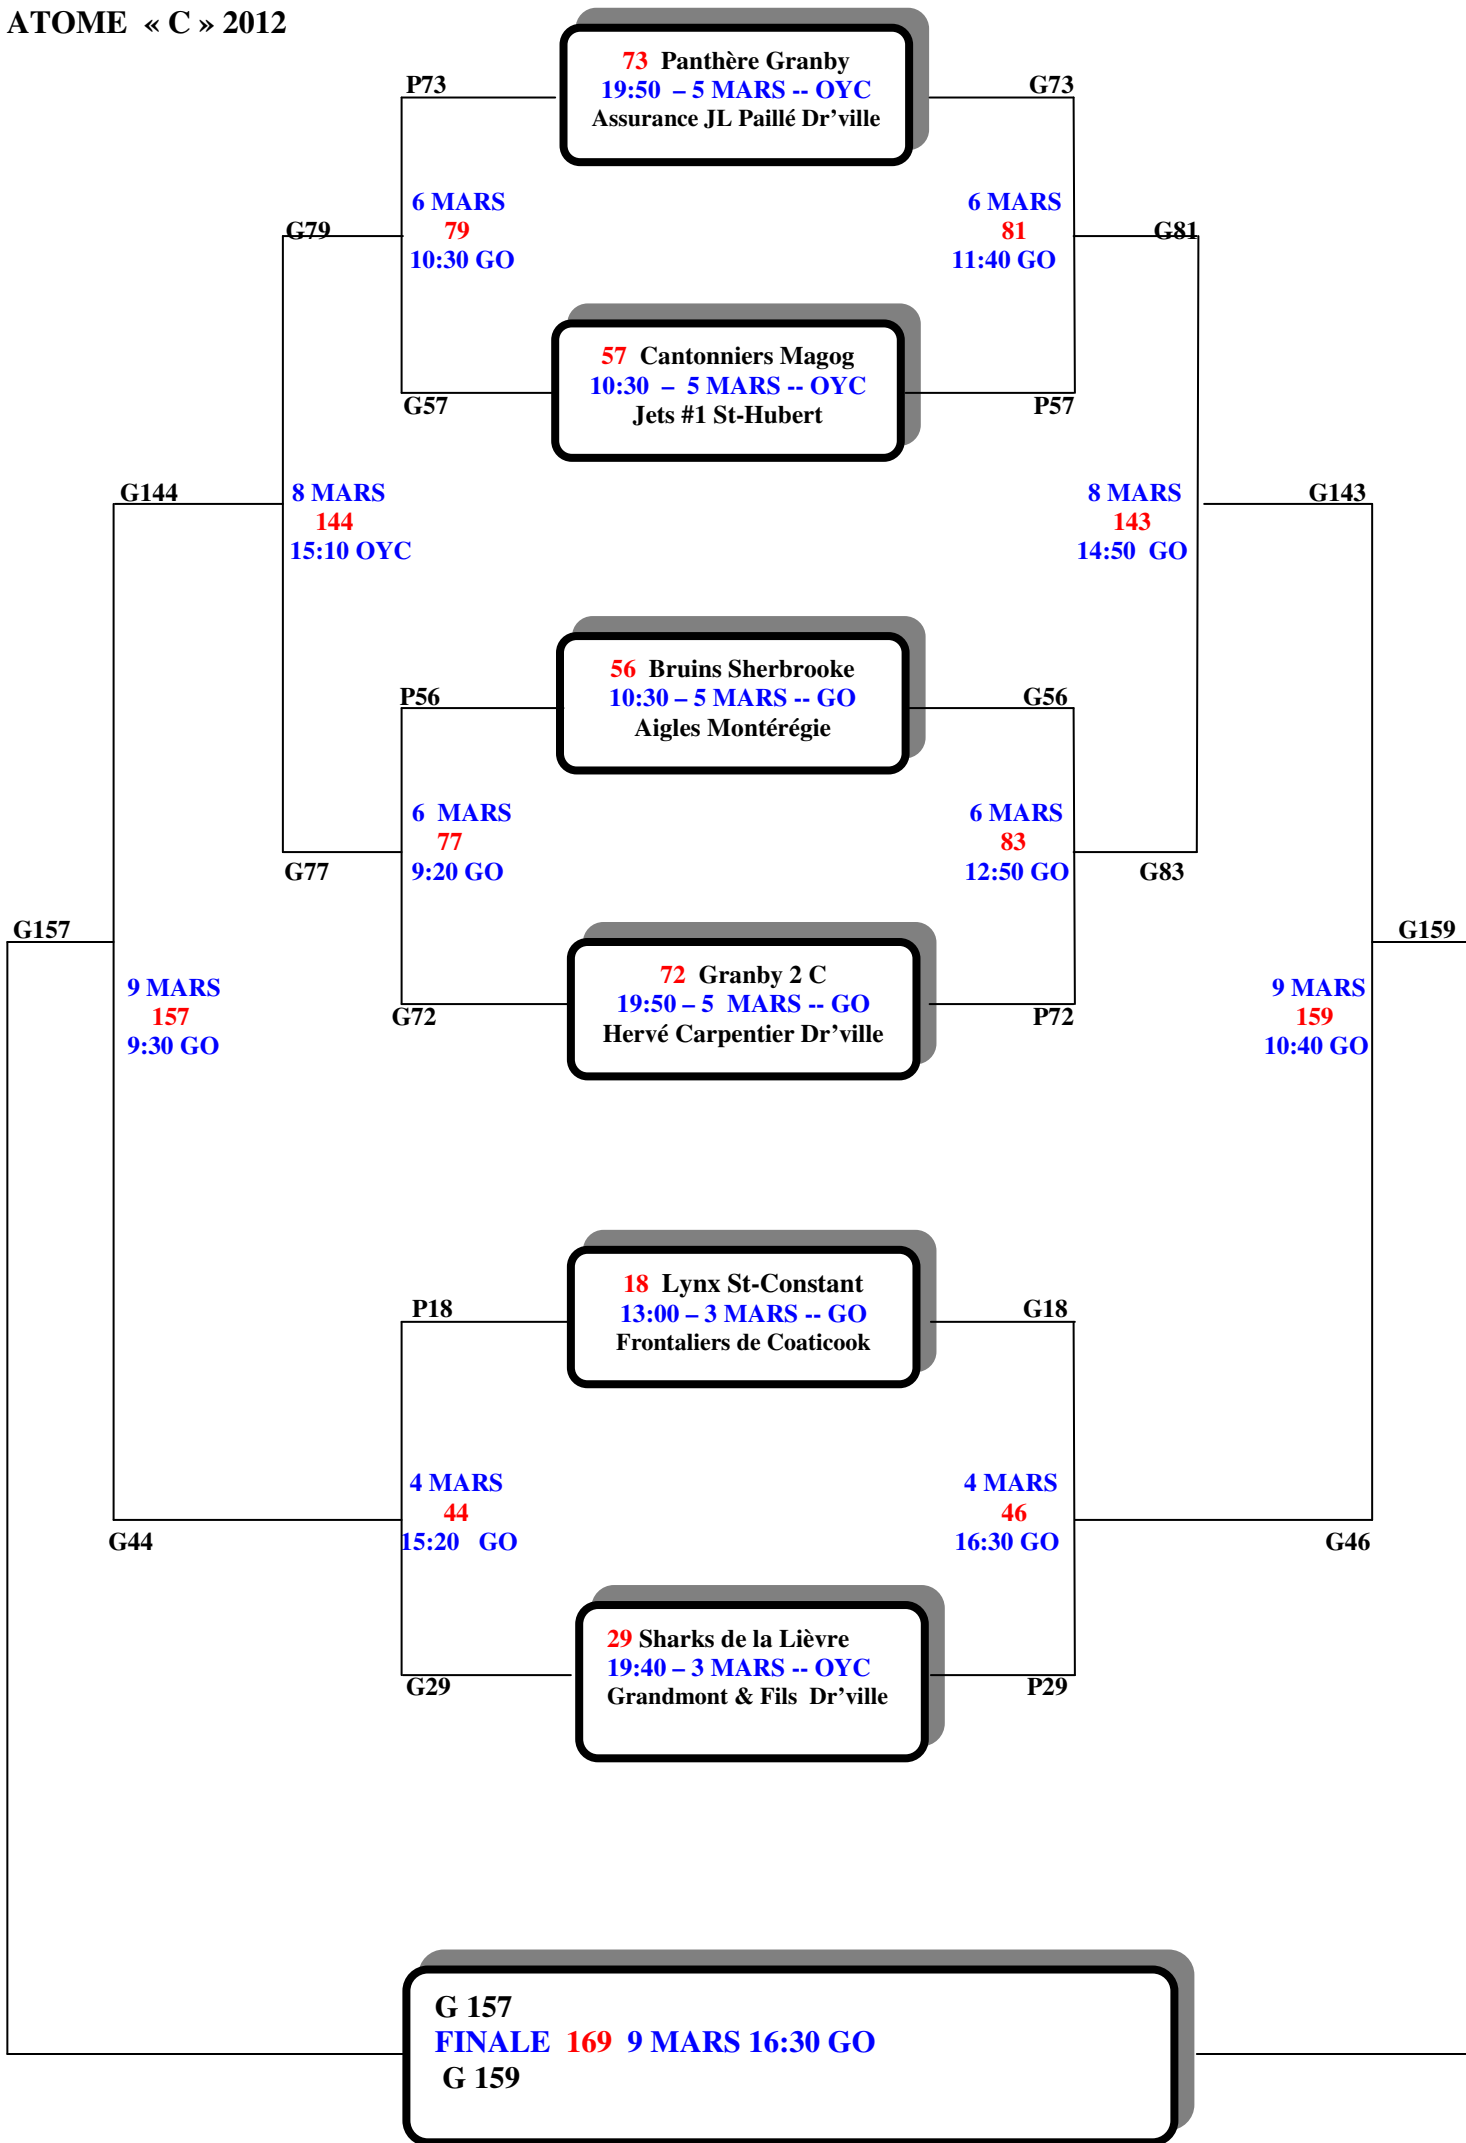 ATOME « C » 2012
73 Panthère Granby
19:50 – 5 MARS -- OYC
Assurance JL Paillé Dr’ville
P73
G73
6 MARS
79
10:30 GO
6 MARS
81
11:40 GO
G79
G81
57 Cantonniers Magog
10:30 – 5 MARS -- OYC
Jets #1 St-Hubert
G57
P57
G144
8 MARS
144
15:10 OYC
8 MARS
143
14:50 GO
G143
56 Bruins Sherbrooke
10:30 – 5 MARS -- GO
Aigles Montérégie
P56
G56
6 MARS
77
9:20 GO
6 MARS
83
12:50 GO
G77
G83
G157
G159
72 Granby 2 C
19:50 – 5 MARS -- GO
Hervé Carpentier Dr’ville
G72
P72
9 MARS
157
9:30 GO
9 MARS
159
10:40 GO
18 Lynx St-Constant
13:00 – 3 MARS -- GO
Frontaliers de Coaticook
P18
G18
4 MARS
44
15:20 GO
4 MARS
46
16:30 GO
G44
G46
29 Sharks de la Lièvre
19:40 – 3 MARS -- OYC
Grandmont & Fils Dr’ville
G29
P29
G 157
FINALE 169 9 MARS 16:30 GO
G 159